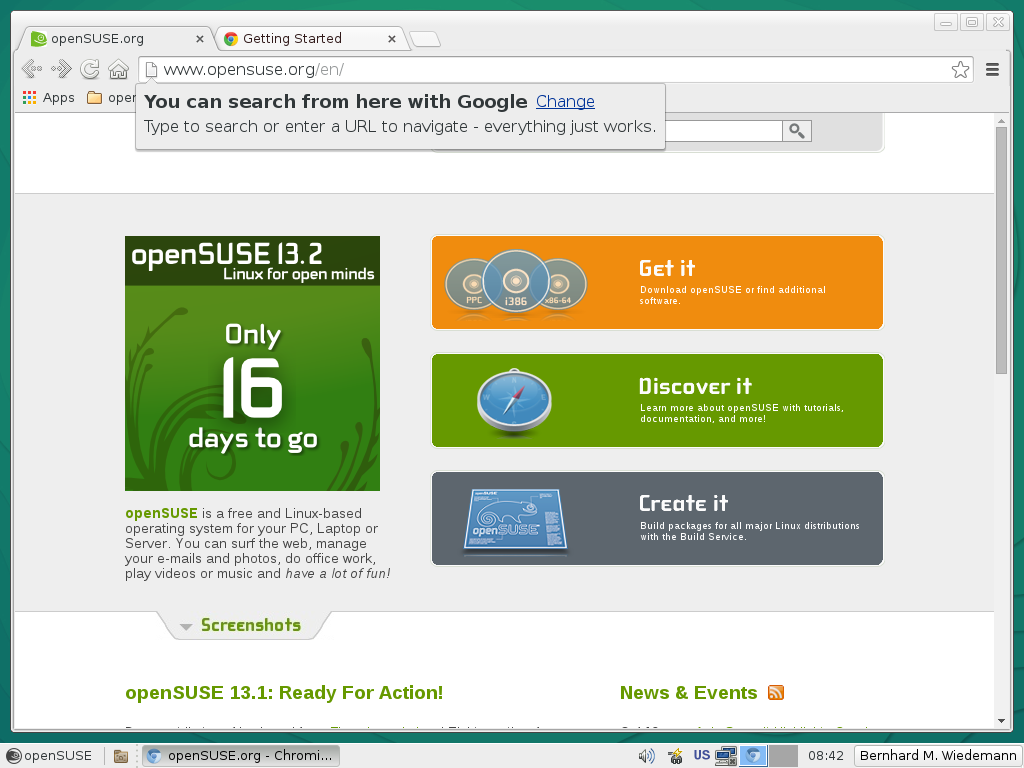 openSUSE.org
Getting Started
www.opensuse.org/en/
Apps
oper
You can search from here with Google Change
Type to search or enter a URL to navigate - everything just works.
openSUSE 13.2
Linux for open minds
Only
16
days to go
PPC
i386
x86-64
Get it
Download openSUSE or find additional
software.
Discover it
Learn more about openSUSE with tutorials,
documentation, and more!
openSUSE
Create it
Build packages for all major Linux distributions
with the Build Service.
openSUSE is a free and Linux-based
operating system for your PC, Laptop or
Server. You can surf the web, manage
your e-mails and photos, do office work,
play videos or music and have a lot of fun!
Screenshots
openSUSE 13.1: Ready For Action!
News & Events
openSUSE
openSUSE.org - Chromi...
US
08:42
Bernhard M. Wiedemann